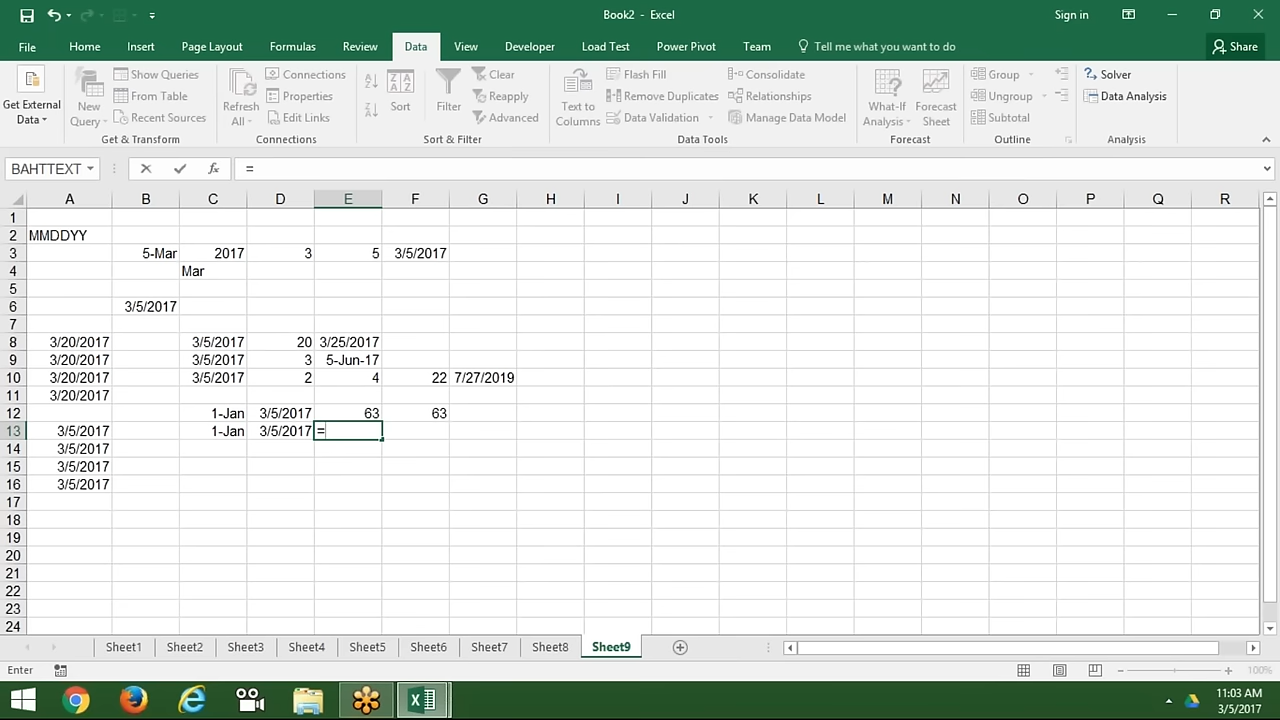 Book2 - Excel
Sign in
File Home Insert Page Layout Formulas Review Data View Developer Load Test Power Pivot Team Tell me what you want to do Share
Get External Data
New Query
Show Queries
From Table
Recent Sources
Get & Transform
Refresh All
Connections
Properties
Edit Links
Connections
Sort
Filter
Clear
Reapply
Advanced
Sort & Filter
Text to Columns
Flash Fill
Remove Duplicates
Data Validation
Consolidate
Relationships
Manage Data Model
Data Tools
What-If Analysis
Forecast Sheet
Forecast
Group
Ungroup
Subtotal
Outline
Solver
Data Analysis
Analysis
BAHTTEXT fx =
A B C D E F G H I J K L M N O P Q R
1
2 MMDDYY
3 5-Mar 2017 3 5 3/5/2017
4 Mar
5
6 3/5/2017
7
8 3/20/2017 3/5/2017 20 3/25/2017
9 3/20/2017 3/5/2017 3 5-Jun-17
10 3/20/2017 3/5/2017 2 4 22 7/27/2019
11 3/20/2017
12 1-Jan 3/5/2017 63 63
13 3/5/2017 1-Jan 3/5/2017 =
14 3/5/2017
15 3/5/2017
16 3/5/2017
17
18
19
20
21
22
23
24
Sheet1 Sheet2 Sheet3 Sheet4 Sheet5 Sheet6 Sheet7 Sheet8 Sheet9
Enter 100%
11:03 AM
3/5/2017